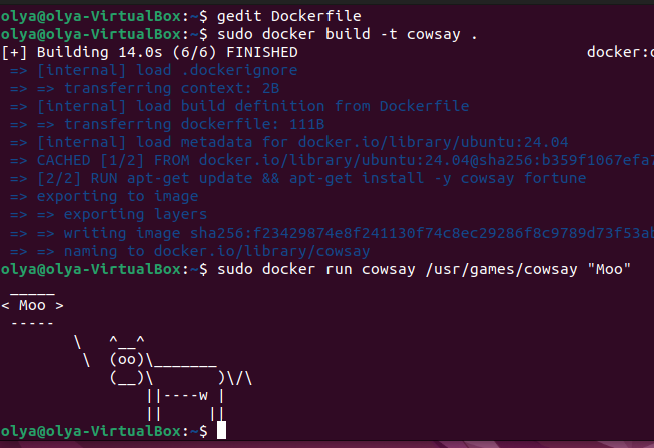 olya@olya-VirtualBox:~$ gedit Dockerfile
olya@olya-VirtualBox:~$ sudo docker build -t cowsay .
[+] Building 14.0s (6/6) FINISHED docker:
=> [internal] load .dockerignore
=> => transferring context: 2B
=> [internal] load build definition from Dockerfile
=> => transferring dockerfile: 111B
=> [internal] load metadata for docker.io/library/ubuntu:24.04
=> CACHED [1/2] FROM docker.io/library/ubuntu:24.04@sha256:b359f1067efa7
=> [2/2] RUN apt-get update && apt-get install -y cowsay fortune
=> exporting to image
=> => exporting layers
=> => writing image sha256:f23429874e8f241130f74c8ec29286f8c9789d73f53ab
=> => naming to docker.io/library/cowsay
olya@olya-VirtualBox:~$ sudo docker run cowsay /usr/games/cowsay "Moo"
 _____
< Moo >
 -----
        \   ^__^
         \  (oo)\_______
            (__)\       )\/\
                ||----w |
                ||     ||
olya@olya-VirtualBox:~$